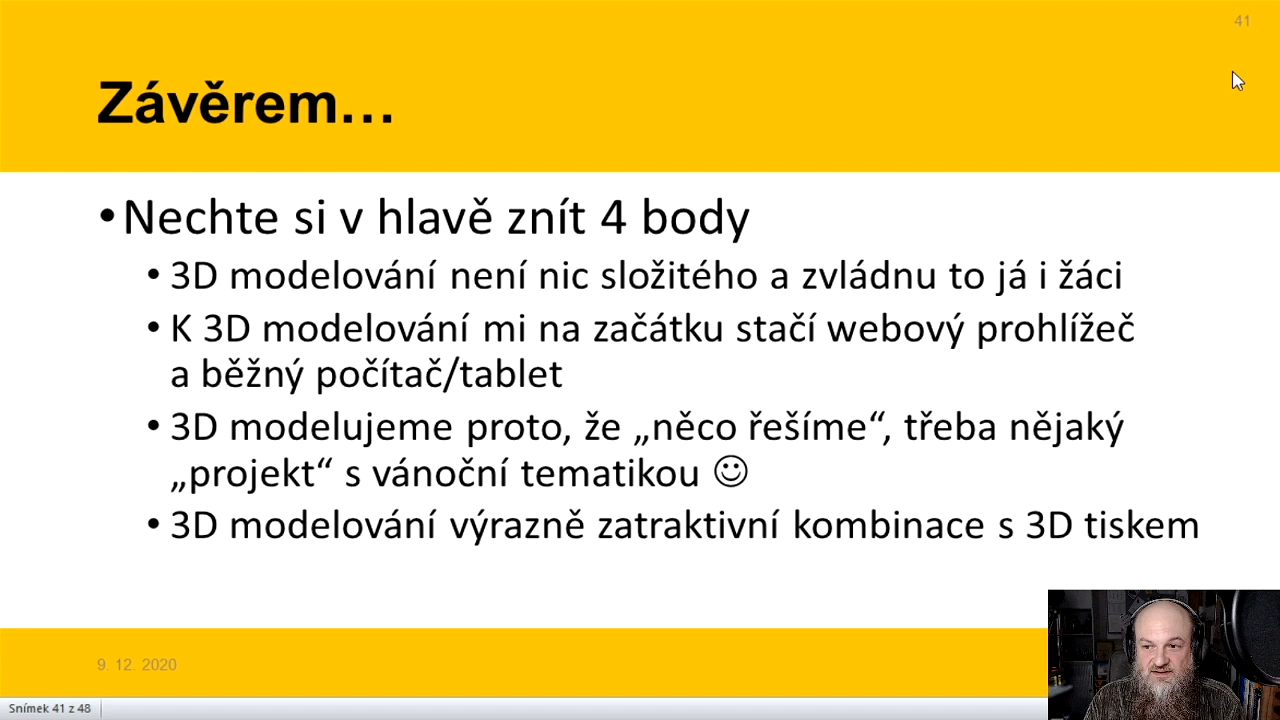 41
Závěrem…
•Nechte si v hlavě znít 4 body
• 3D modelování není nic složitého a zvládnu to já i žáci
• K 3D modelování mi na začátku stačí webový prohlížeč
a běžný počítač/tablet
• 3D modelujeme proto, že „něco řešíme“, třeba nějaký
„projekt“ s vánoční tematikou ☺
• 3D modelování výrazně zatraktivní kombinace s 3D tiskem
9. 12. 2020
Snímek 41 z 48